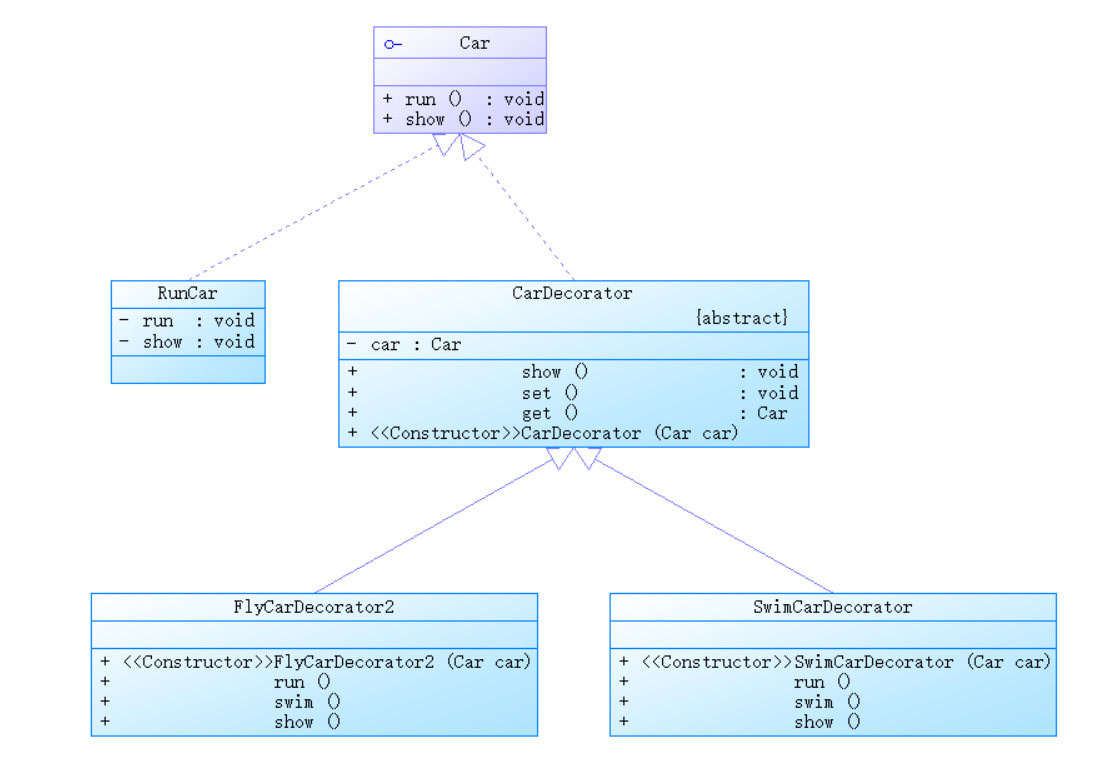 Car
+ run () : void
+ show () : void
RunCar
- run : void
- show : void
CarDecorator
{abstract}
- car : Car
+ show () : void
+ set () : void
+ get () : Car
+ <<Constructor>>CarDecorator (Car car)
FlyCarDecorator2
+ <<Constructor>>FlyCarDecorator2 (Car car)
+ run ()
+ swim ()
+ show ()
SwimCarDecorator
+ <<Constructor>>SwimCarDecorator (Car car)
+ run ()
+ swim ()
+ show ()